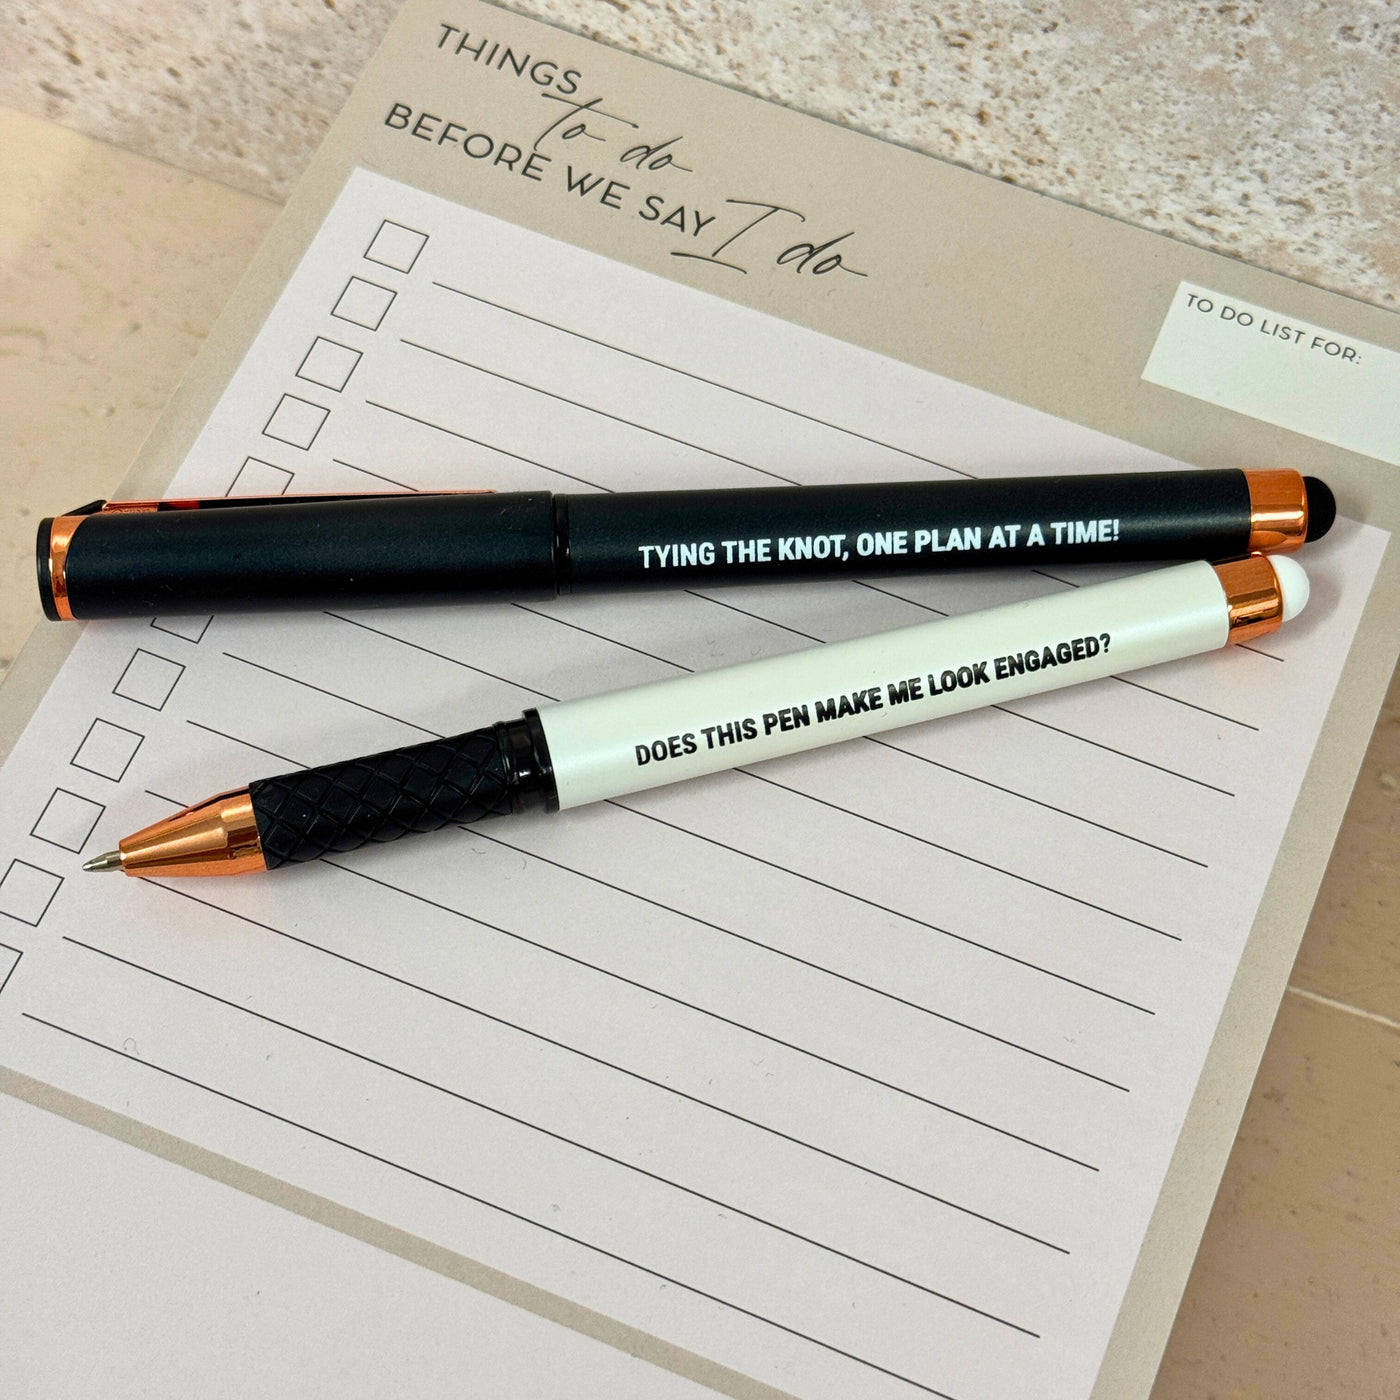 THINGS
to do
BEFORE WE SAY I do
TO DO LIST FOR:
TYING THE KNOT, ONE PLAN AT A TIME!
DOES THIS PEN MAKE ME LOOK ENGAGED?